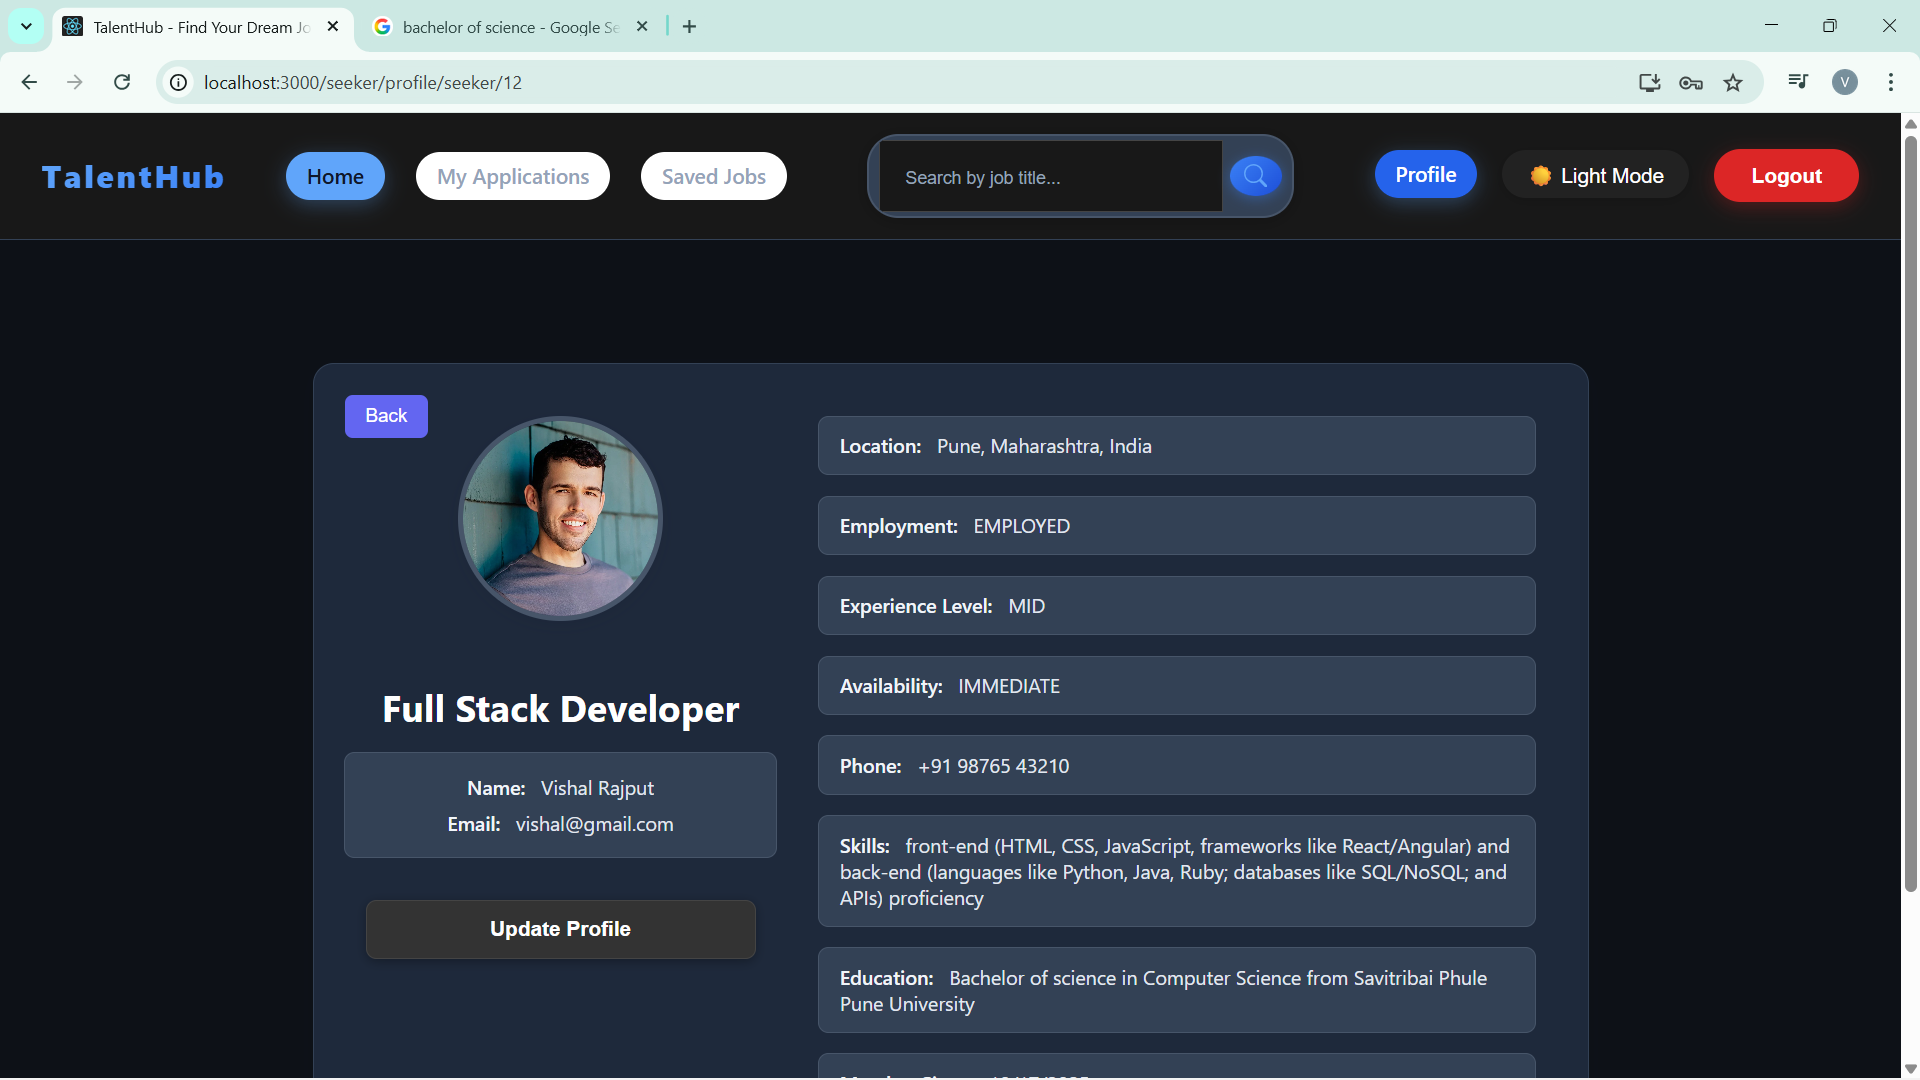 TalentHub - Find Your Dream Jo
bachelor of science - Google Se
localhost:3000/seeker/profile/seeker/12
V
TalentHub
Home
My Applications
Saved Jobs
Search by job title...
Profile
Light Mode
Logout
Back
Full Stack Developer
Name: Vishal Rajput
Email: vishal@gmail.com
Update Profile
Location: Pune, Maharashtra, India
Employment: EMPLOYED
Experience Level: MID
Availability: IMMEDIATE
Phone: +91 98765 43210
Skills: front-end (HTML, CSS, JavaScript, frameworks like React/Angular) and
back-end (languages like Python, Java, Ruby; databases like SQL/NoSQL; and
APIs) proficiency
Education: Bachelor of science in Computer Science from Savitribai Phule
Pune University